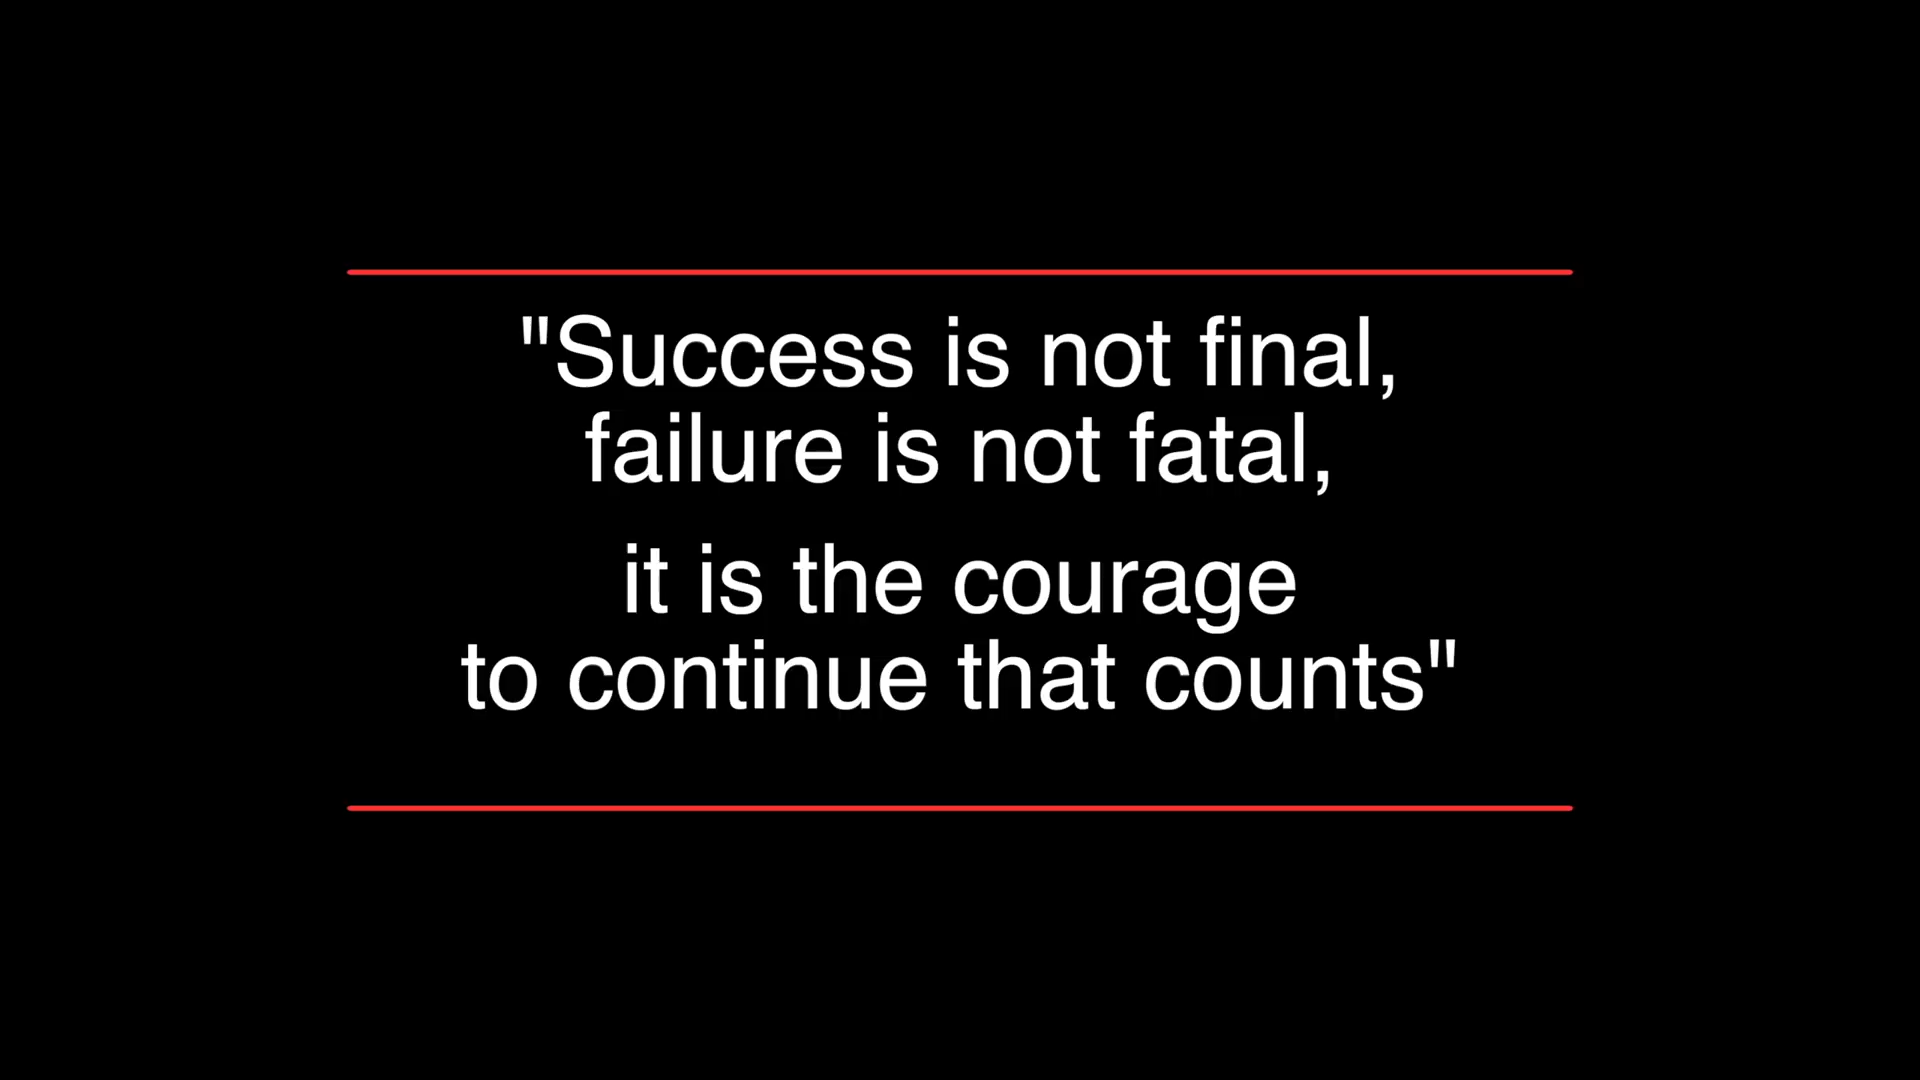 "Success is not final,
failure is not fatal,
it is the courage
to continue that counts"